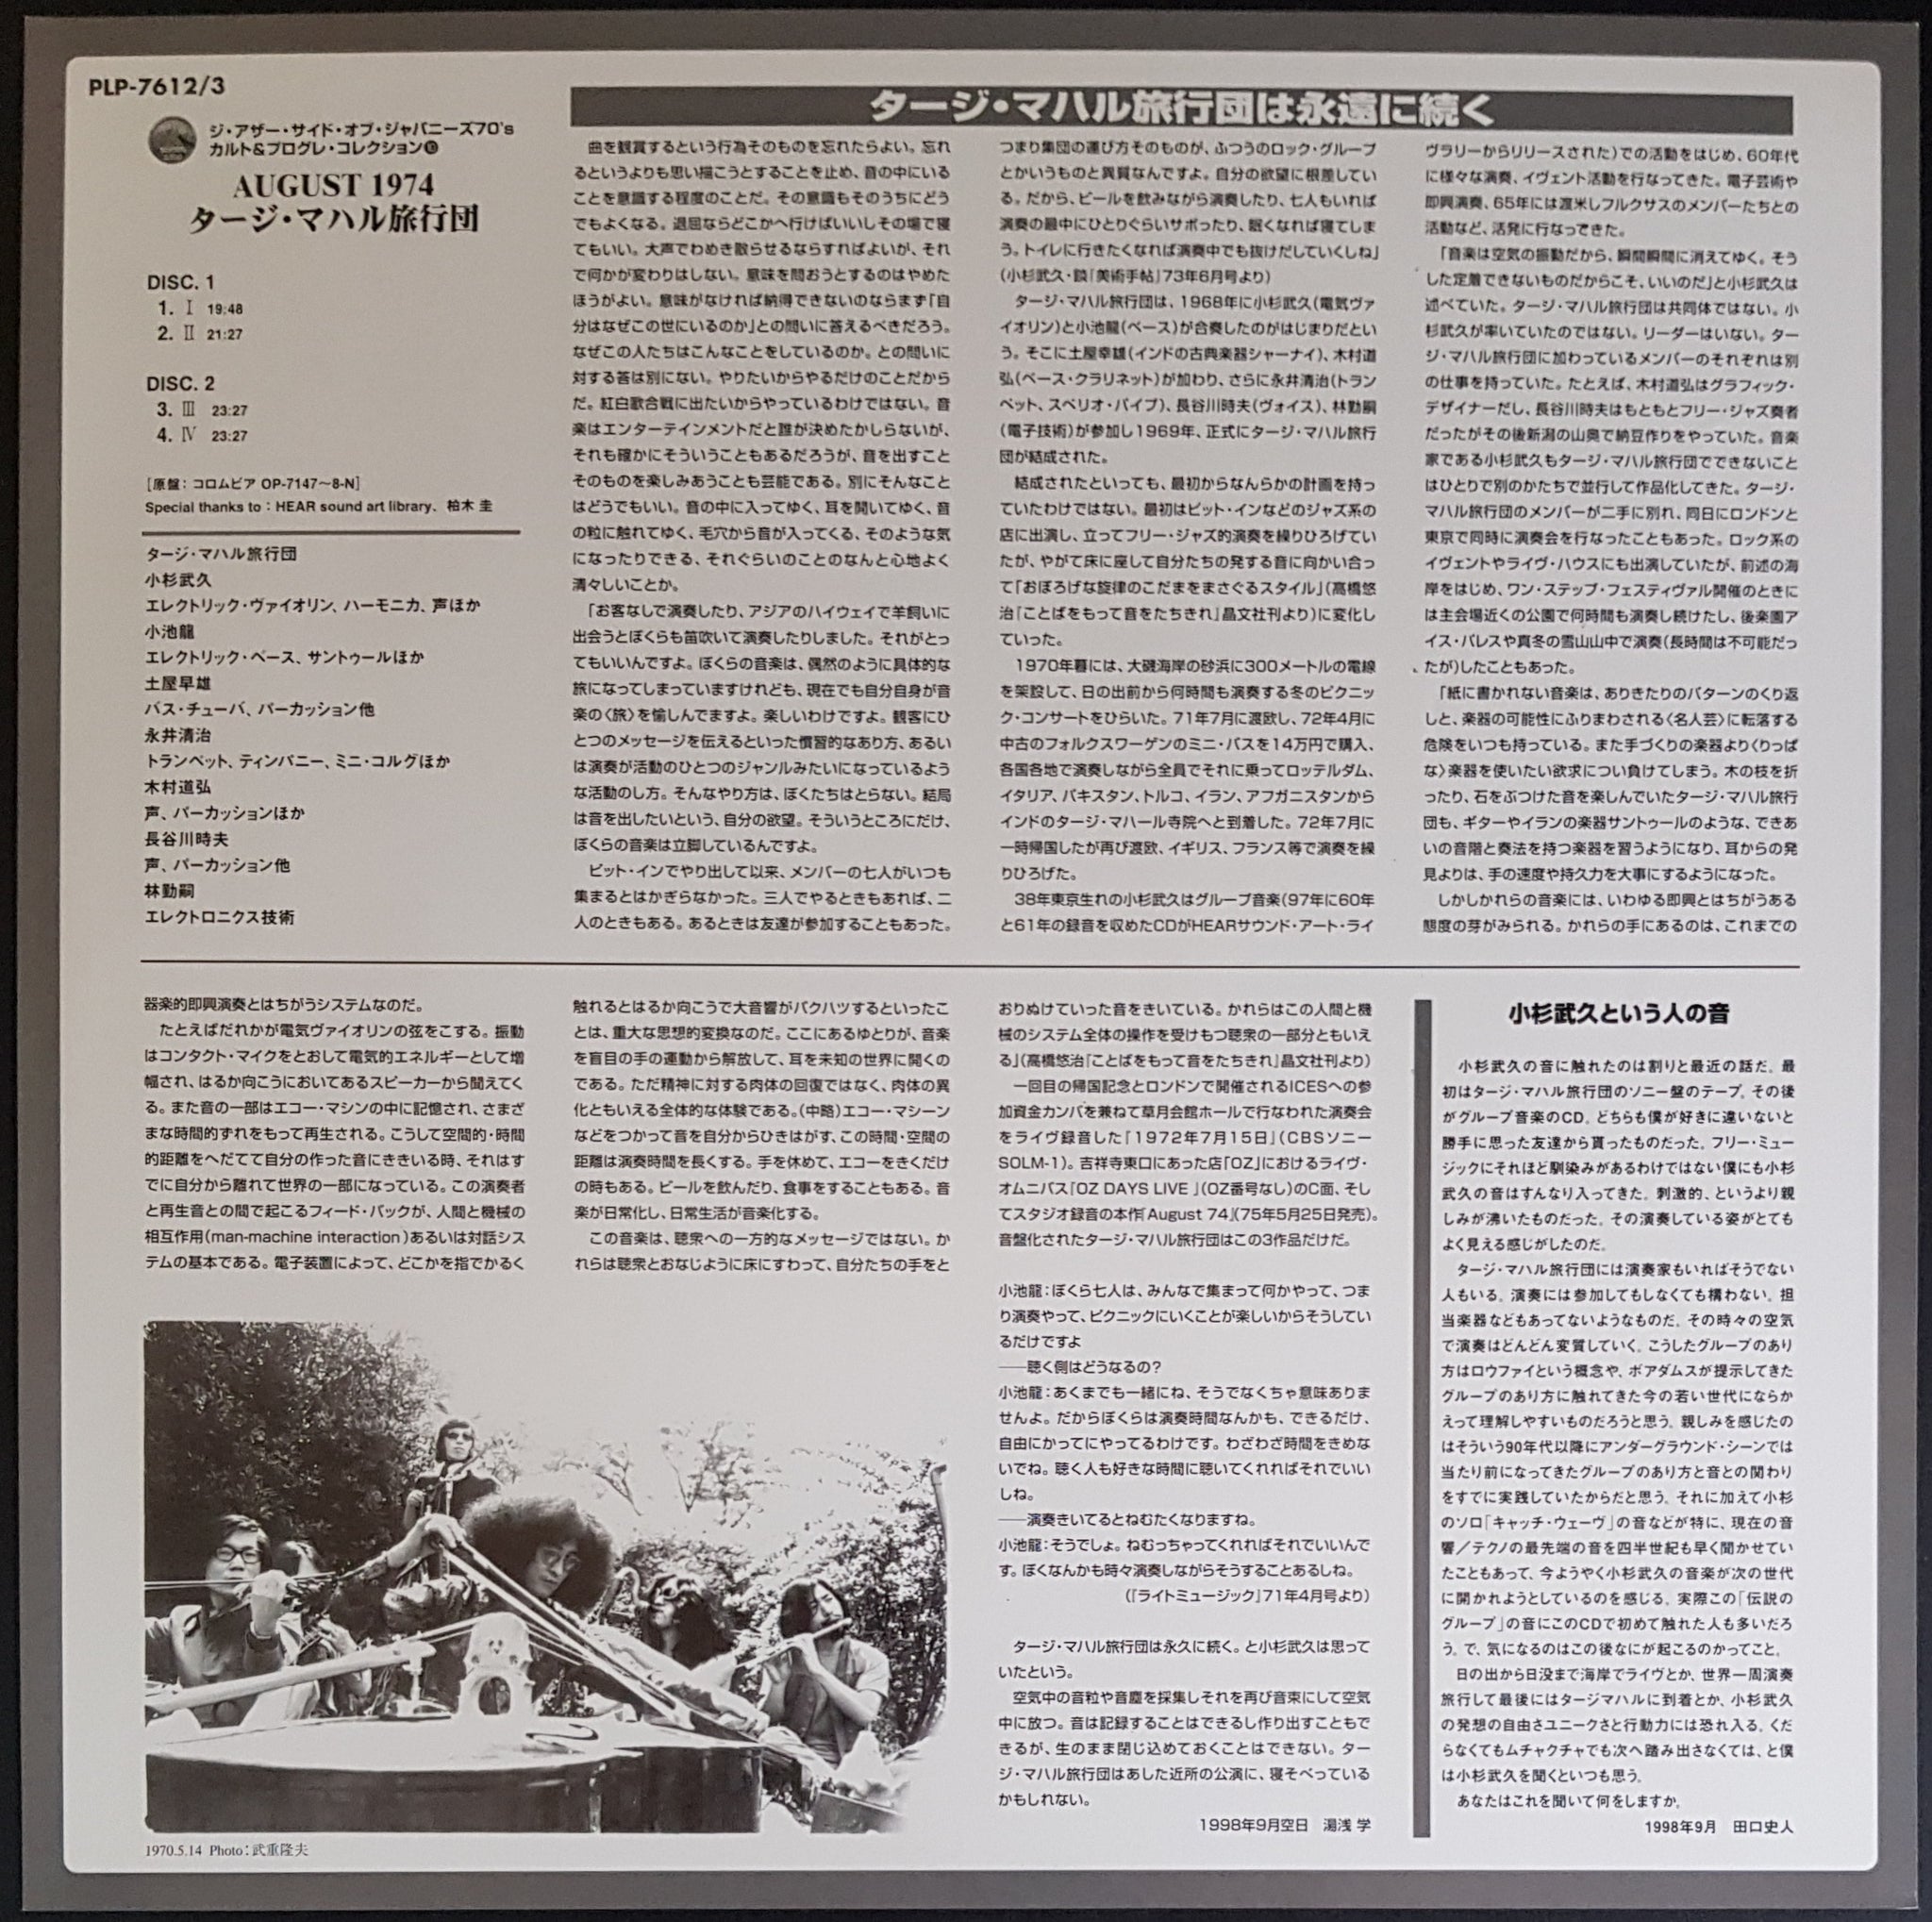 PLP-7612/3
ジ・アザー・サイド・オブ・ジャパニーズ70's
カルト&プログレ・コレクション⑩
AUGUST 1974
タージ・マハル旅行団
DISC. 1
1. Ⅰ 19:48
2. Ⅱ 21:27
DISC. 2
3. Ⅲ 23:27
4. Ⅳ 23:27
[原盤：コロムビア OP-7147〜8-N]
Special thanks to：HEAR sound art library、柏木 圭
タージ・マハル旅行団
小杉武久
エレクトリック・ヴァイオリン、ハーモニカ、声ほか
小池龍
エレクトリック・ベース、サントゥールほか
土屋早雄
バス・チューバ、パーカッション他
永井清治
トランペット、ティンパニー、ミニ・コルグほか
木村道弘
声、パーカッションほか
長谷川時夫
声、パーカッション他
林勤嗣
エレクトロニクス技術
タージ・マハル旅行団は永遠に続く
曲を観賞するという行為そのものを忘れたらよい。忘れ
るというよりも思い描こうとすることを止め、音の中にいる
ことを意識する程度のことだ。その意識もそのうちにどう
でもよくなる。退屈ならどこかへ行けばいいしその場で寝
てもいい。大声でわめき散らせるならすればよいが、それ
で何かが変わりはしない。意味を問おうとするのはやめた
ほうがよい。意味がなければ納得できないのならまず「自
分はなぜこの世にいるのか」との問いに答えるべきだろう。
なぜこの人たちはこんなことをしているのか。との問いに
対する答は別にない。やりたいからやるだけのことだから
だ。紅白歌合戦に出たいからやっているわけではない。音
楽はエンターテインメントだと誰が決めたかしらないが、
それも確かにそういうこともあるだろうが、音を出すこと
そのものを楽しみあうことも芸能である。別にそんなこと
はどうでもいい。音の中に入ってゆく、耳を開いてゆく、音
の粒に触れてゆく、毛穴から音が入ってくる、そのような気
になったりできる、それぐらいのことのなんと心地よく
清々しいことか。
「お客なしで演奏したり、アジアのハイウェイで羊飼いに
出会うとぼくらも笛吹いて演奏したりしました。それがとっ
てもいいんですよ。ぼくらの音楽は、偶然のように具体的な
旅になってしまっていますけれども、現在でも自分自身が音
楽の〈旅〉を愉しんでますよ。楽しいわけですよ。観客にひ
とつのメッセージを伝えるといった慣習的なあり方、あるい
は演奏が活動のひとつのジャンルみたいになっているよう
な活動のし方。そんなやり方は、ぼくたちはとらない。結局
は音を出したいという、自分の欲望。そういうところにだけ、
ぼくらの音楽は立脚しているんですよ。
ピット・インでやり出して以来、メンバーの七人がいつも
集まるとはかぎらなかった。三人でやるときもあれば、二
人のときもある。あるときは友達が参加することもあった。
つまり集団の運び方そのものが、ふつうのロック・グループ
とかいうものと異質なんですよ。自分の欲望に根差してい
る。だから、ビールを飲みながら演奏したり、七人もいれば
演奏の最中にひとりぐらいサボったり、眠くなれば寝てしま
う。トイレに行きたくなれば演奏中でも抜けだしていくしね」
(小杉武久・談『美術手帖』73年6月号より)
タージ・マハル旅行団は、1968年に小杉武久(電気ヴァ
イオリン)と小池龍(ベース)が合奏したのがはじまりだとい
う。そこに土屋幸雄(インドの古典楽器シャーナイ)、木村道
弘(ベース・クラリネット)が加わり、さらに永井清治(トラン
ペット、スペリオ・パイプ)、長谷川時夫(ヴォイス)、林勤嗣
(電子技術)が参加し1969年、正式にタージ・マハル旅行
団が結成された。
結成されたといっても、最初からなんらかの計画を持っ
ていたわけではない。最初はピット・インなどのジャズ系の
店に出演し、立ってフリー・ジャズ的演奏を繰りひろげてい
たが、やがて床に座して自分たちの発する音に向かい合っ
て「おぼろげな旋律のこだまをまさぐるスタイル」(高橋悠
治『ことばをもって音をたちきれ』晶文社刊より)に変化し
ていった。
1970年暮には、大磯海岸の砂浜に300メートルの電線
を架設して、日の出前から何時間も演奏する冬のピクニッ
ク・コンサートをひらいた。71年7月に渡欧し、72年4月に
中古のフォルクスワーゲンのミニ・バスを14万円で購入、
各国各地で演奏しながら全員でそれに乗ってロッテルダム、
イタリア、パキスタン、トルコ、イラン、アフガニスタンから
インドのタージ・マハール寺院へと到着した。72年7月に
一時帰国したが再び渡欧、イギリス、フランス等で演奏を繰
りひろげた。
38年東京生れの小杉武久はグループ音楽(97年に60年
と61年の録音を収めたCDがHEARサウンド・アート・ライ
ヴラリーからリリースされた)での活動をはじめ、60年代
に様々な演奏、イヴェント活動を行なってきた。電子芸術や
即興演奏、65年には渡米しフルクサスのメンバーたちとの
活動など、活発に行なってきた。
「音楽は空気の振動だから、瞬間瞬間に消えてゆく。そう
した定着できないものだからこそ、いいのだ」と小杉武久は
述べていた。タージ・マハル旅行団は共同体ではない。小
杉武久が率いていたのではない。リーダーはいない。ター
ジ・マハル旅行団に加わっているメンバーのそれぞれは別
の仕事を持っていた。たとえば、木村道弘はグラフィック・
デザイナーだし、長谷川時夫はもともとフリー・ジャズ奏者
だったがその後新潟の山奥で納豆作りをやっていた。音楽
家である小杉武久もタージ・マハル旅行団でできないこと
はひとりで別のかたちで並行して作品化してきた。タージ・
マハル旅行団のメンバーが二手に別れ、同日にロンドンと
東京で同時に演奏会を行なったこともあった。ロック系の
イヴェントやライヴ・ハウスにも出演していたが、前述の海
岸をはじめ、ワン・ステップ・フェスティヴァル開催のときに
は主会場近くの公園で何時間も演奏し続けたし、後楽園ア
イス・パレスや真冬の雪山山中で演奏(長時間は不可能だっ
たが)したこともあった。
「紙に書かれない音楽は、ありきたりのパターンのくり返
しと、楽器の可能性にふりまわされる〈名人芸〉に転落する
危険をいつも持っている。また手づくりの楽器より〈りっぱ
な〉楽器を使いたい欲求につい負けてしまう。木の枝を折
ったり、石をぶつけた音を楽しんでいたタージ・マハル旅行
団も、ギターやイランの楽器サントゥールのような、できあ
いの音階と奏法を持つ楽器を習うようになり、耳からの発
見よりは、手の速度や持久力を大事にするようになった。
しかしかれらの音楽には、いわゆる即興とはちがうある
態度の芽がみられる。かれらの手にあるのは、これまでの
器楽的即興演奏とはちがうシステムなのだ。
たとえばだれかが電気ヴァイオリンの弦をこする。振動
はコンタクト・マイクをとおして電気的エネルギーとして増
幅され、はるか向こうにおいてあるスピーカーから聞えてく
る。また音の一部はエコー・マシンの中に記憶され、さまざ
まな時間的ずれをもって再生される。こうして空間的・時間
的距離をへだてて自分の作った音にききいる時、それはす
でに自分から離れて世界の一部になっている。この演奏者
と再生音との間で起こるフィード・バックが、人間と機械の
相互作用(man-machine interaction)あるいは対話シス
テムの基本である。電子装置によって、どこかを指でかるく
触れるとはるか向こうで大音響がバクハツするといったこ
とは、重大な思想的変換なのだ。ここにあるゆとりが、音楽
を盲目の手の運動から解放して、耳を未知の世界に開くの
である。ただ精神に対する肉体の回復ではなく、肉体の異
化ともいえる全体的な体験である。(中略)エコー・マシーン
などをつかって音を自分からひきはがす、この時間・空間の
距離は演奏時間を長くする。手を休めて、エコーをきくだけ
の時もある。ビールを飲んだり、食事をすることもある。音
楽が日常化し、日常生活が音楽化する。
この音楽は、聴衆への一方的なメッセージではない。か
れらは聴衆とおなじように床にすわって、自分たちの手をと
おりぬけていった音をきいている。かれらはこの人間と機
械のシステム全体の操作を受けもつ聴衆の一部分ともいえ
る」(高橋悠治『ことばをもって音をたちきれ』晶文社刊より)
一回目の帰国記念とロンドンで開催されるICESへの参
加資金カンパを兼ねて草月会館ホールで行なわれた演奏会
をライヴ録音した『1972年7月15日』(CBSソニー
SOLM-1)。吉祥寺東口にあった店「OZ」におけるライヴ・
オムニバス『OZ DAYS LIVE』(OZ番号なし)のC面、そし
てスタジオ録音の本作『August 74』(75年5月25日発売)。
音盤化されたタージ・マハル旅行団はこの3作品だけだ。
小池龍：ぼくら七人は、みんなで集まって何かやって、つま
り演奏やって、ピクニックにいくことが楽しいからそうしてい
るだけですよ
──聴く側はどうなるの？
小池龍：あくまでも一緒にね、そうでなくちゃ意味ありま
せんよ。だからぼくらは演奏時間なんかも、できるだけ、
自由にかってにやってるわけです。わざわざ時間をきめな
いでね。聴く人も好きな時間に聴いてくれればそれでいい
しね。
──演奏きいてるとねむたくなりますね。
小池龍：そうでしょ。ねむっちゃってくれればそれでいいんで
す。ぼくなんかも時々演奏しながらそうすることあるしね。
(『ライトミュージック』71年4月号より)
タージ・マハル旅行団は永久に続く。と小杉武久は思って
いたという。
空気中の音粒や音塵を採集しそれを再び音束にして空気
中に放つ。音は記録することはできるし作り出すこともで
きるが、生のまま閉じ込めておくことはできない。ター
ジ・マハル旅行団はあした近所の公演に、寝そべっている
かもしれない。
1998年9月空日 湯浅 学
小杉武久という人の音
小杉武久の音に触れたのは割りと最近の話だ。最
初はタージ・マハル旅行団のソニー盤のテープ。その後
がグループ音楽のCD。どちらも僕が好きに違いないと
勝手に思った友達から貰ったものだった。フリー・ミュー
ジックにそれほど馴染みがあるわけではない僕にも小杉
武久の音はすんなり入ってきた。刺激的、というより親
しみが沸いたものだった。その演奏している姿がとても
よく見える感じがしたのだ。
タージ・マハル旅行団には演奏家もいればそうでない
人もいる。演奏には参加してもしなくても構わない。担
当楽器などもあってないようなものだ。その時々の空気
で演奏はどんどん変質していく。こうしたグループのあり
方はロウファイという概念や、ボアダムスが提示してきた
グループのあり方に触れてきた今の若い世代にならか
えって理解しやすいものだろうと思う。親しみを感じたの
はそういう90年代以降にアンダーグラウンド・シーンでは
当たり前になってきたグループのあり方と音との関わり
をすでに実践していたからだと思う。それに加えて小杉
のソロ「キャッチ・ウェーヴ」の音などが特に、現在の音
響／テクノの最先端の音を四半世紀も早く聞かせてい
たこともあって、今ようやく小杉武久の音楽が次の世代
に開かれようとしているのを感じる。実際この「伝説の
グループ」の音にこのCDで初めて触れた人も多いだろ
う。で、気になるのはこの後なにが起こるのかってこと。
日の出から日没まで海岸でライヴとか、世界一周演奏
旅行して最後にはタージマハルに到着とか、小杉武久
の発想の自由さユニークさと行動力には恐れ入る。くだ
らなくてもムチャクチャでも次へ踏み出さなくては、と僕
は小杉武久を聞くといつも思う。
あなたはこれを聞いて何をしますか。
1998年9月 田口史人
1970.5.14 Photo：武重隆夫